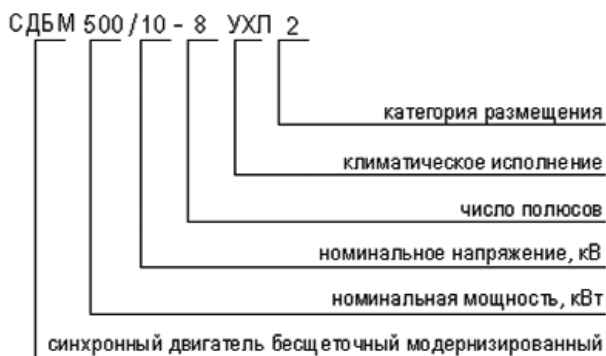 СДБМ 500/10-8 УХЛ 2
категория размещения
климатическое исполнение
число полюсов
номинальное напряжение, кВ
номинальная мощность, кВт
синхронный двигатель бесщеточный модернизированный